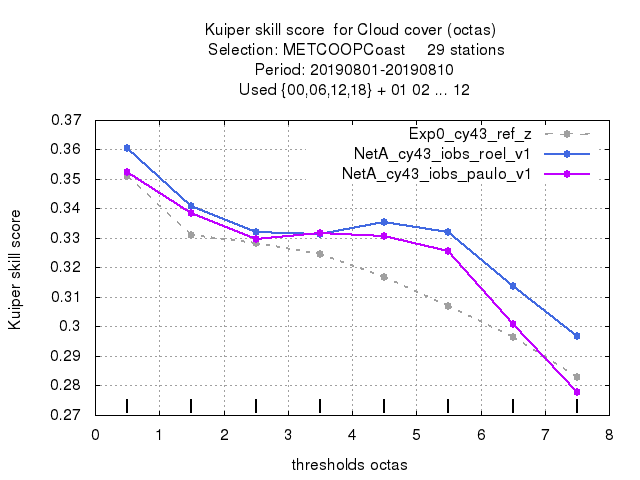 Kuiper skill score  for Cloud cover (octas)
Selection: METCOOPCoast     29 stations
Period: 20190801-20190810
Used {00,06,12,18} + 01 02 ... 12
Exp0_cy43_ref_z
NetA_cy43_iobs_roel_v1
NetA_cy43_iobs_paulo_v1
Kuiper skill score
0.37
0.36
0.35
0.34
0.33
0.32
0.31
0.3
0.29
0.28
0.27
0 1 2 3 4 5 6 7 8
thresholds octas